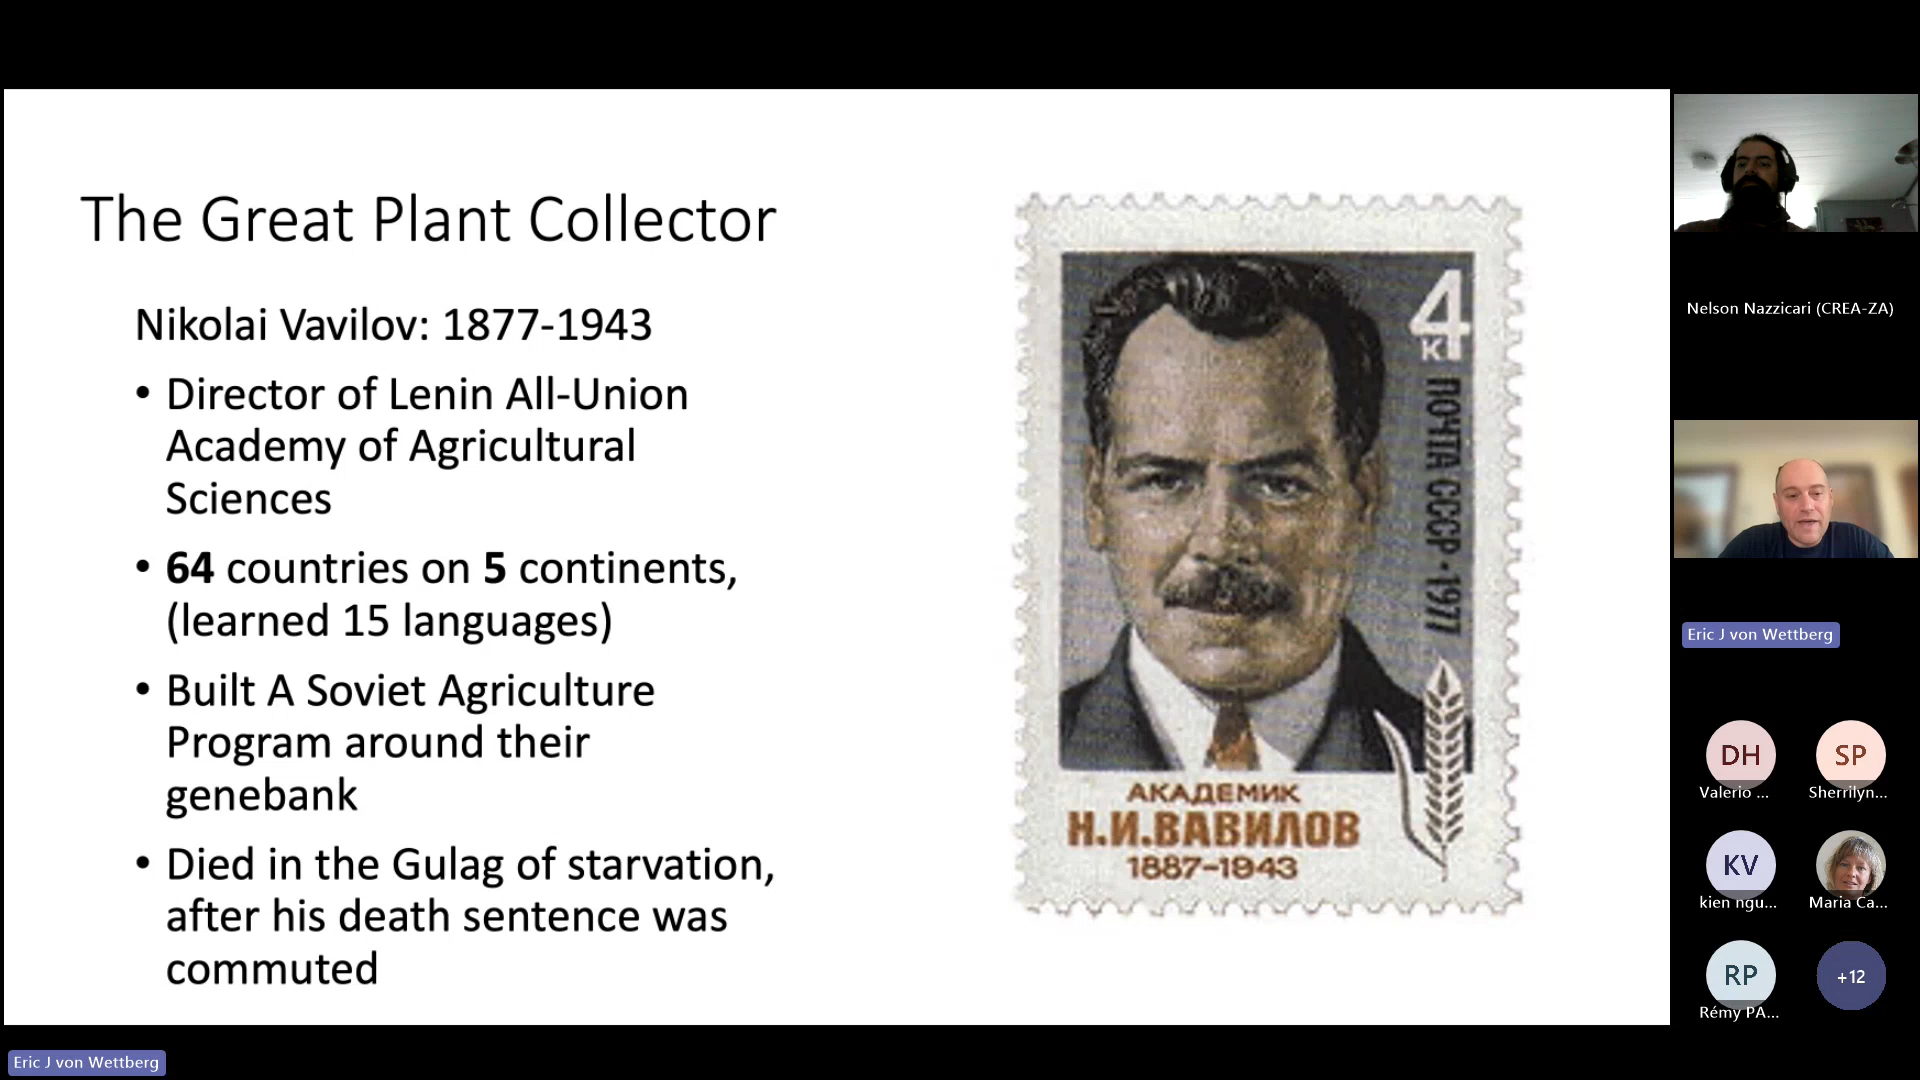 The Great Plant Collector
Nikolai Vavilov: 1877-1943
• Director of Lenin All-Union
Academy of Agricultural
Sciences
• 64 countries on 5 continents,
(learned 15 languages)
• Built A Soviet Agriculture
Program around their
genebank
• Died in the Gulag of starvation,
after his death sentence was
commuted
4
К
ПОЧТА СССР · 1977
АКАДЕМИК
Н.И.ВАВИЛОВ
1887-1943
Nelson Nazzicari (CREA-ZA)
Eric J von Wettberg
DH
SP
Valerio ...
Sherrilyn...
KV
kien ngu...
Maria Ca...
RP
+12
Rémy PA...
Eric J von Wettberg